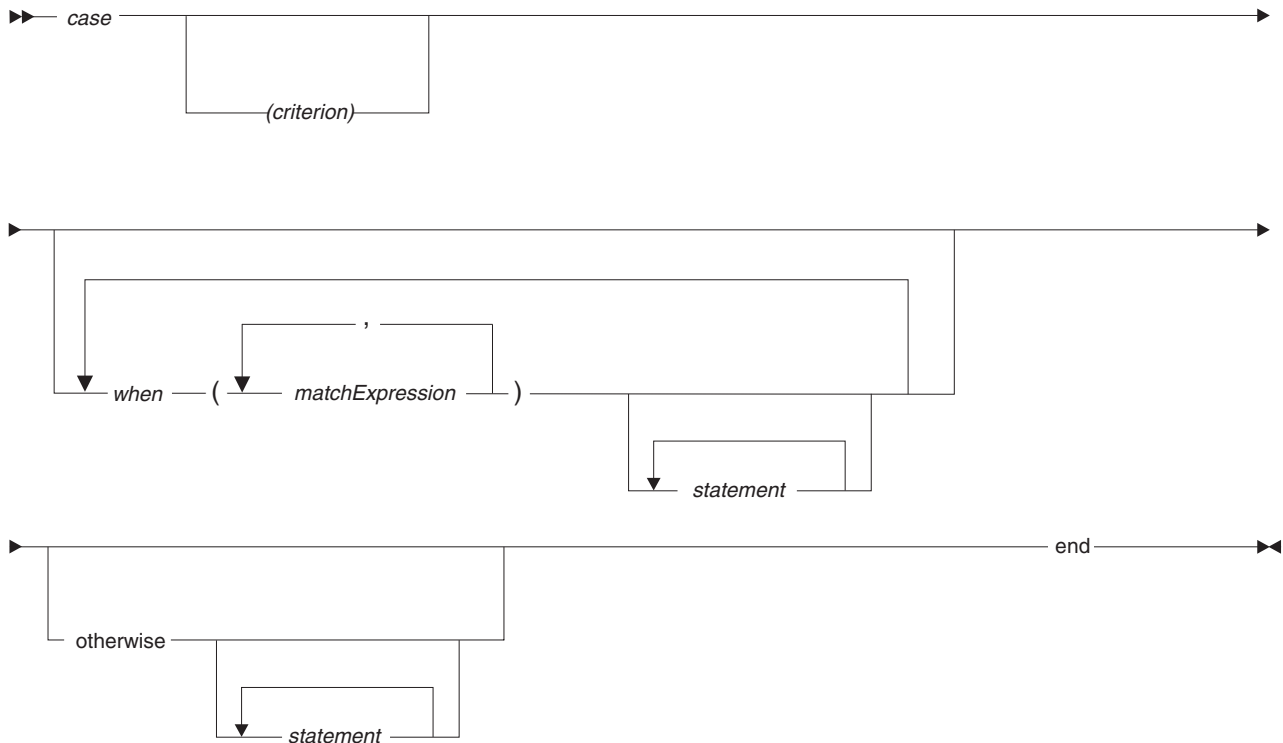 case
(criterion)
,
when ( matchExpression )
statement
end
otherwise
statement